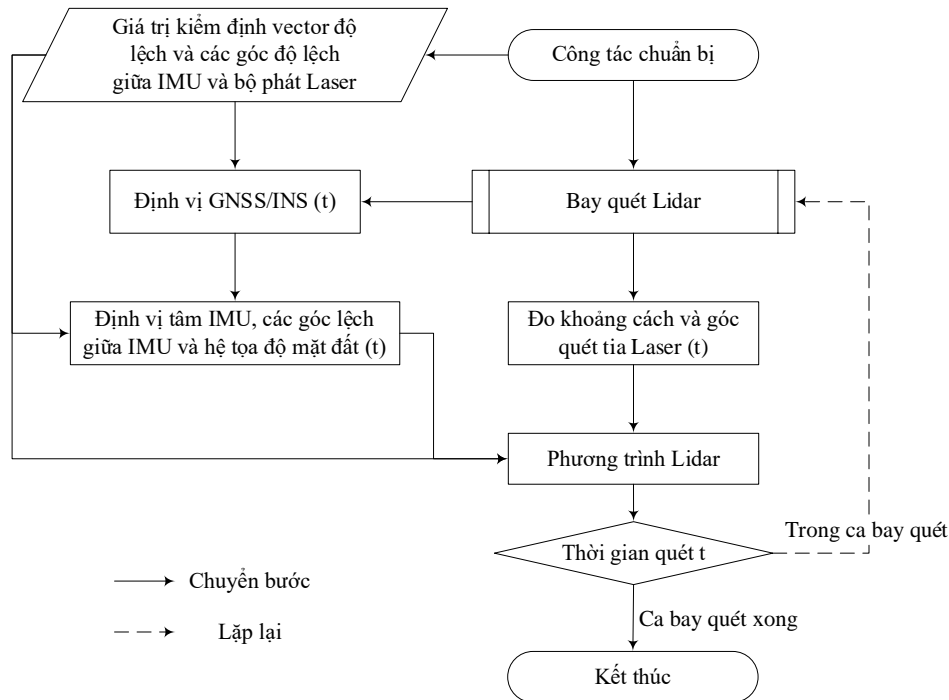 Giá trị kiểm định vector độ
lệch và các góc độ lệch
giữa IMU và bộ phát Laser
Công tác chuẩn bị
Định vị GNSS/INS (t)
Bay quét Lidar
Định vị tâm IMU, các góc lệch
giữa IMU và hệ tọa độ mặt đất (t)
Đo khoảng cách và góc
quét tia Laser (t)
Phương trình Lidar
Trong ca bay quét
Thời gian quét t
Chuyển bước
Ca bay quét xong
Lặp lại
Kết thúc